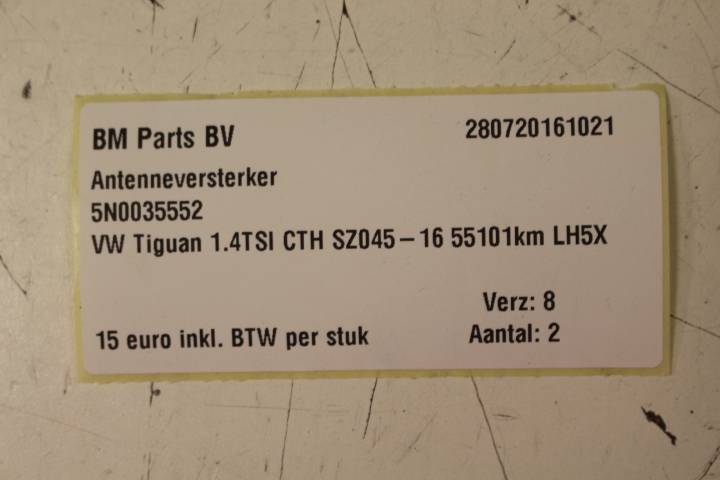 BM Parts BV 280720161021
Antenneversterker
5N0035552
VW Tiguan 1.4TSI CTH SZ045-16 55101km LH5X
Verz: 8
15 euro inkl. BTW per stuk Aantal: 2